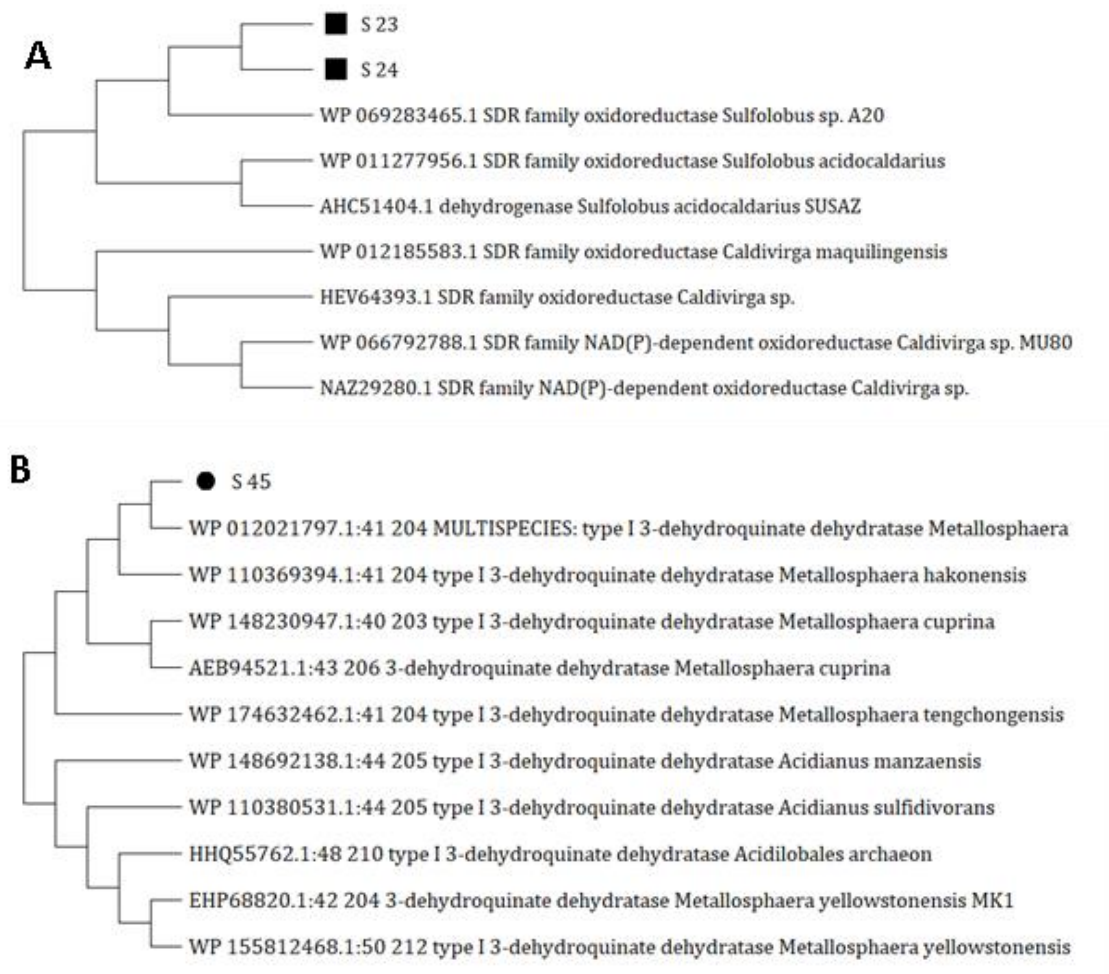 A
S 23
S 24
WP 069283465.1 SDR family oxidoreductase Sulfolobus sp. A20
WP 011277956.1 SDR family oxidoreductase Sulfolobus acidocaldarius
AHC51404.1 dehydrogenase Sulfolobus acidocaldarius SUSAZ
WP 012185583.1 SDR family oxidoreductase Caldivirga maquilingensis
HEV64393.1 SDR family oxidoreductase Caldivirga sp.
WP 066792788.1 SDR family NAD(P)-dependent oxidoreductase Caldivirga sp. MU80
NAZ29280.1 SDR family NAD(P)-dependent oxidoreductase Caldivirga sp.
B
S 45
WP 012021797.1:41 204 MULTISPECIES: type I 3-dehydroquinate dehydratase Metallosphaera
WP 110369394.1:41 204 type I 3-dehydroquinate dehydratase Metallosphaera hakonensis
WP 148230947.1:40 203 type I 3-dehydroquinate dehydratase Metallosphaera cuprina
AEB94521.1:43 206 3-dehydroquinate dehydratase Metallosphaera cuprina
WP 174632462.1:41 204 type I 3-dehydroquinate dehydratase Metallosphaera tengchongensis
WP 148692138.1:44 205 type I 3-dehydroquinate dehydratase Acidianus manzaensis
WP 110380531.1:44 205 type I 3-dehydroquinate dehydratase Acidianus sulfidivorans
HHQ55762.1:48 210 type I 3-dehydroquinate dehydratase Acidilobales archaeon
EHP68820.1:42 204 3-dehydroquinate dehydratase Metallosphaera yellowstonensis MK1
WP 155812468.1:50 212 type I 3-dehydroquinate dehydratase Metallosphaera yellowstonensis